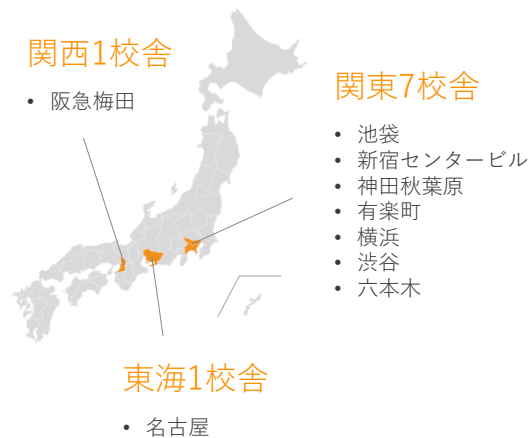 関西1校舎
• 阪急梅田
関東7校舎
• 池袋
• 新宿センタービル
• 神田秋葉原
• 有楽町
• 横浜
• 渋谷
• 六本木
東海1校舎
• 名古屋